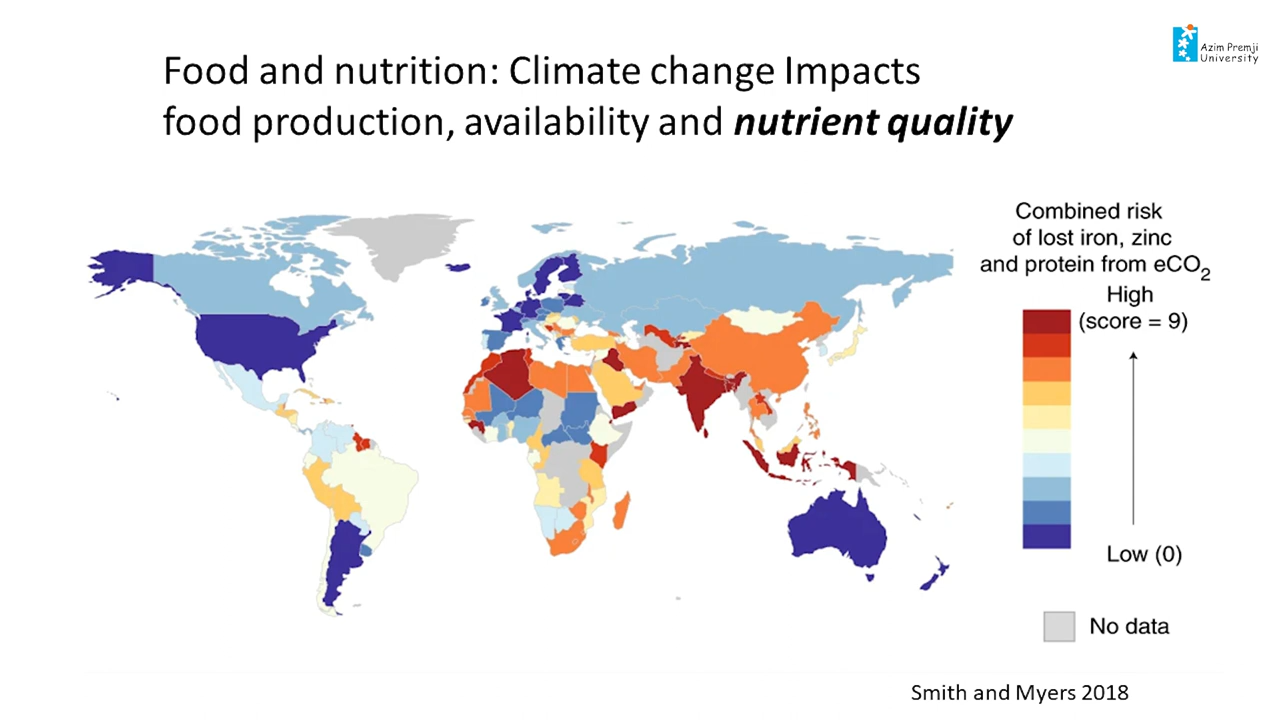 Azim Premji
University
Food and nutrition: Climate change Impacts
food production, availability and nutrient quality
Combined risk
of lost iron, zinc
and protein from eCO₂
High
(score = 9)
Low (0)
No data
Smith and Myers 2018